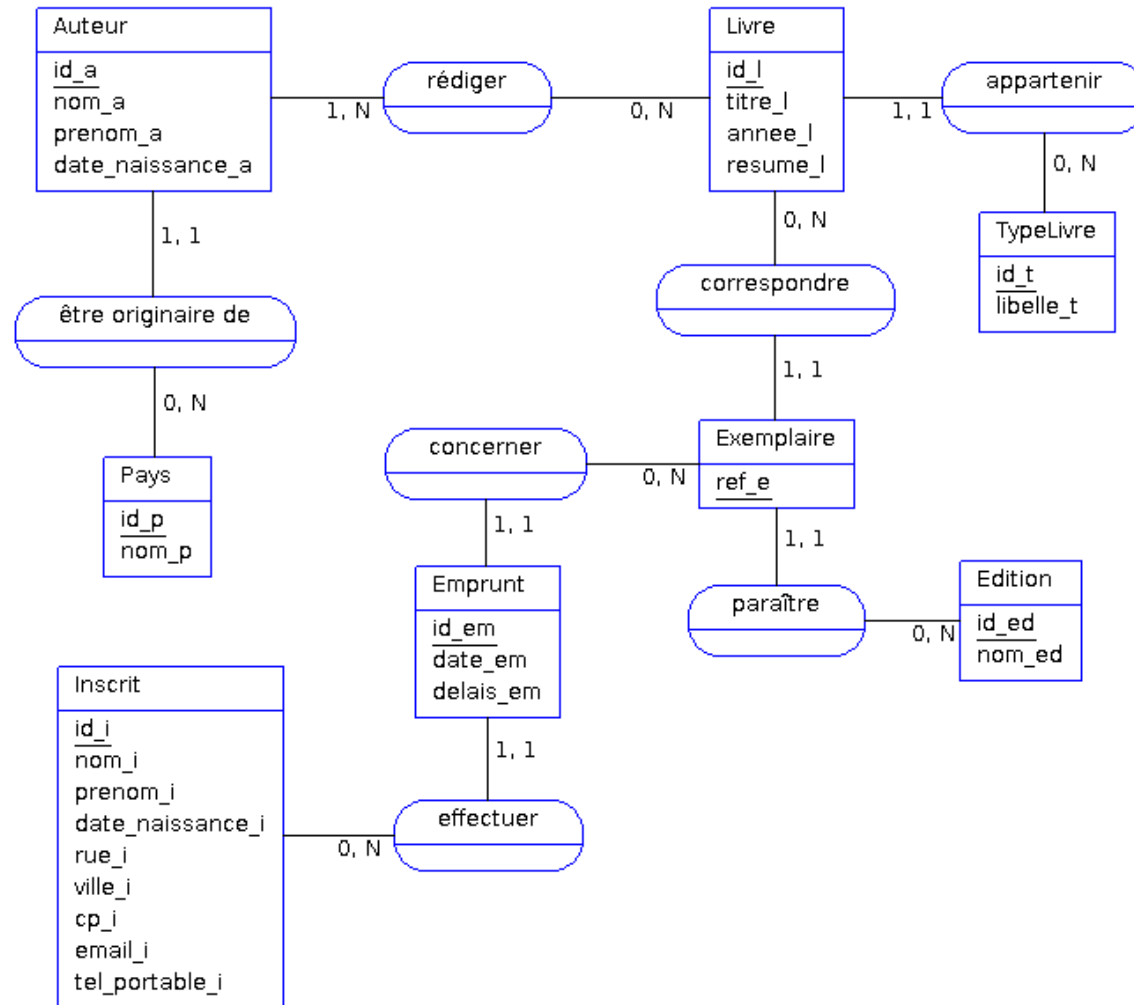 Auteur
id_a
nom_a
prenom_a
date_naissance_a
1, N
rédiger
0, N
Livre
id_l
titre_l
annee_l
resume_l
1, 1
appartenir
0, N
TypeLivre
id_t
libelle_t
1, 1
être originaire de
0, N
Pays
id_p
nom_p
0, N
correspondre
1, 1
Exemplaire
ref_e
0, N
concerner
1, 1
Emprunt
id_em
date_em
delais_em
1, 1
paraître
0, N
Edition
id_ed
nom_ed
1, 1
effectuer
0, N
Inscrit
id_i
nom_i
prenom_i
date_naissance_i
rue_i
ville_i
cp_i
email_i
tel_portable_i